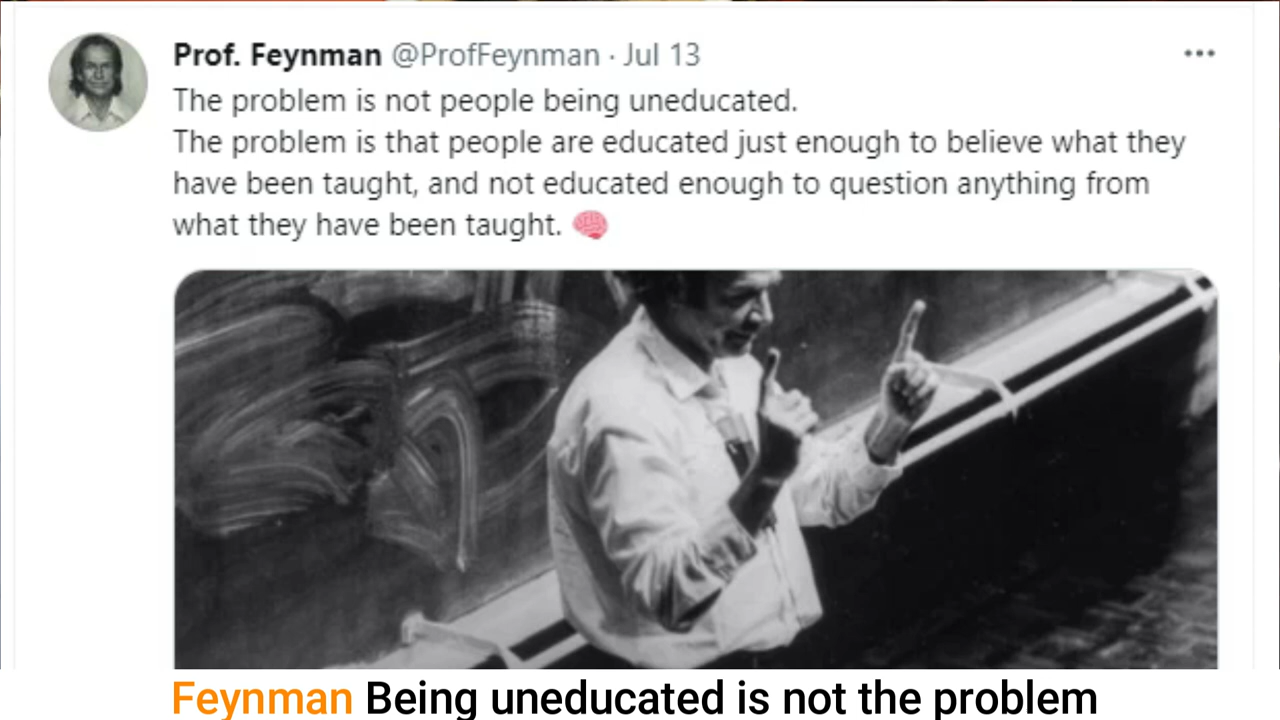 Prof. Feynman @ProfFeynman · Jul 13
The problem is not people being uneducated.
The problem is that people are educated just enough to believe what they
have been taught, and not educated enough to question anything from
what they have been taught. 🧠
Feynman Being uneducated is not the problem